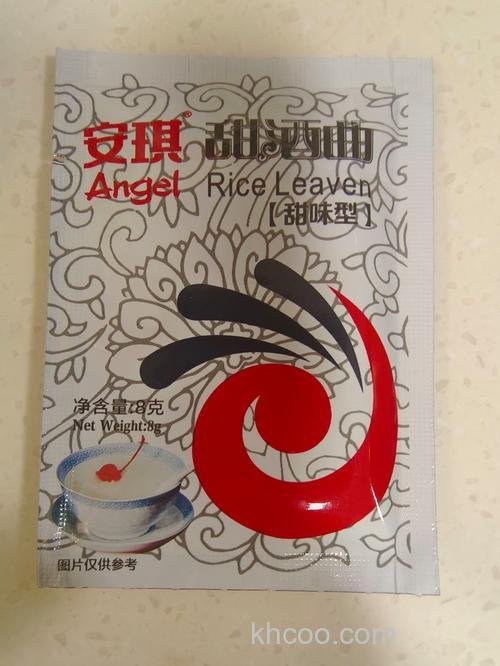 安琪® 甜酒曲
Angel Rice Leaven
【甜味型】
净含量:8克
Net Weight:8g
图片仅供参考
khcoo.com